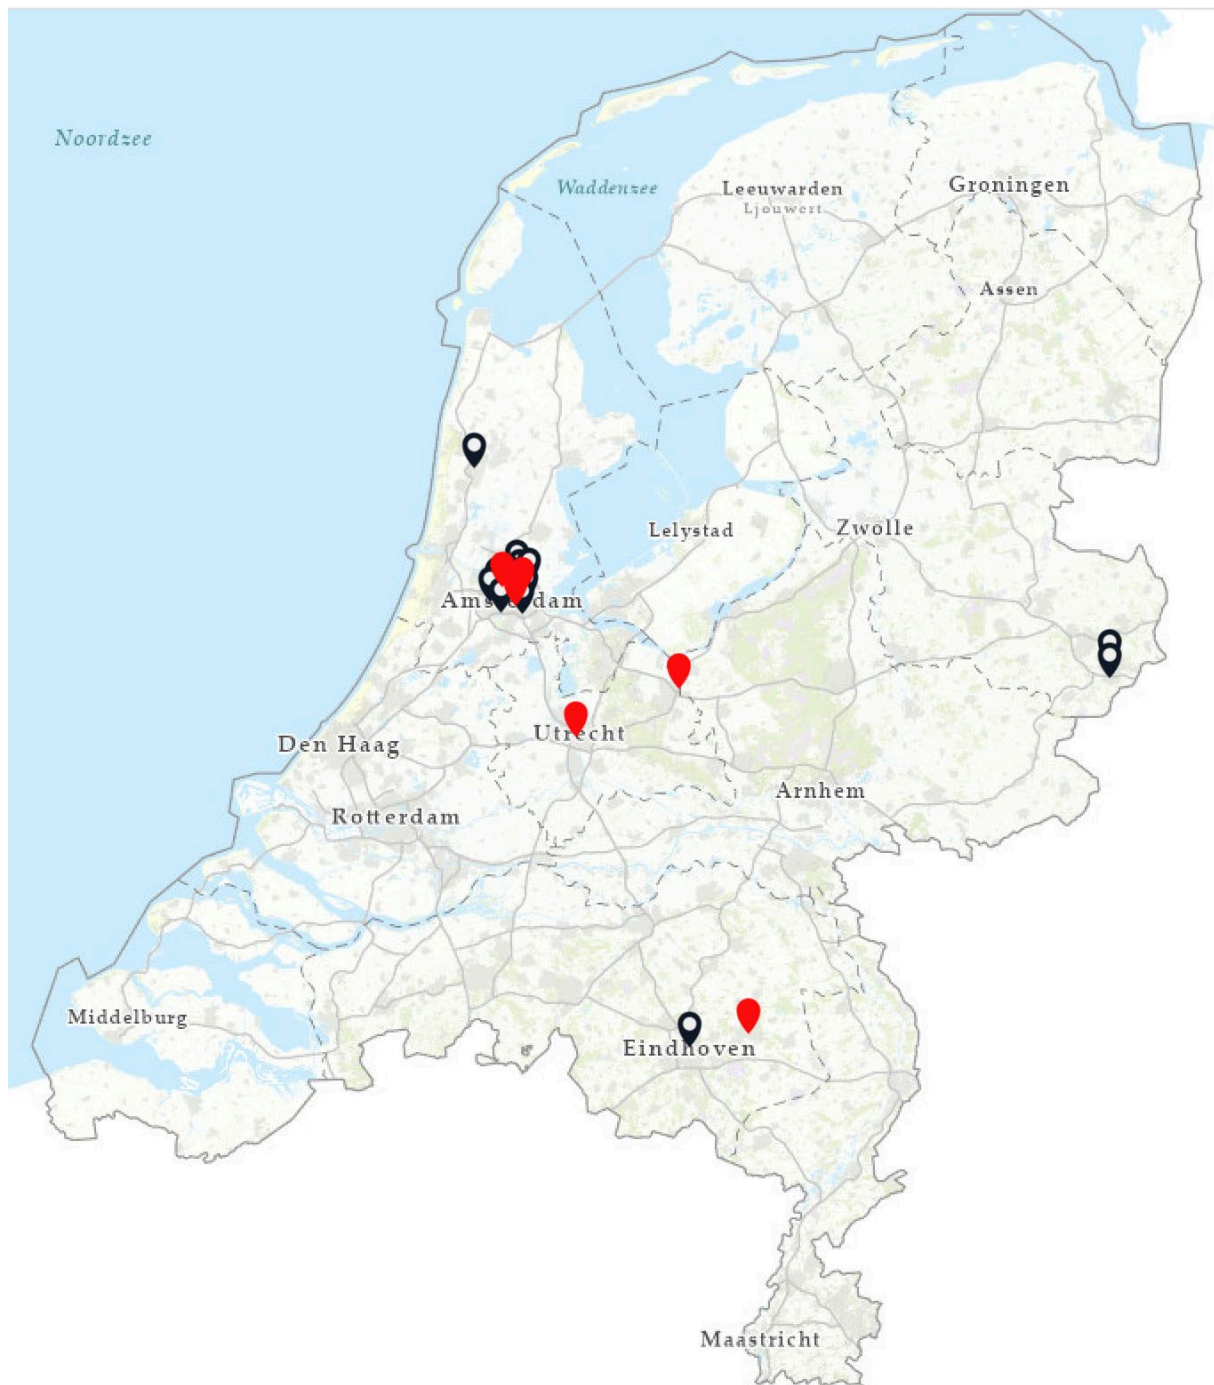 Noordzee
Waddenzee
Leeuwarden
Ljouwert
Groningen
Assen
Lelystad
Zwolle
Amsterdam
Utrecht
Den Haag
Arnhem
Rotterdam
Middelburg
Eindhoven
Maastricht